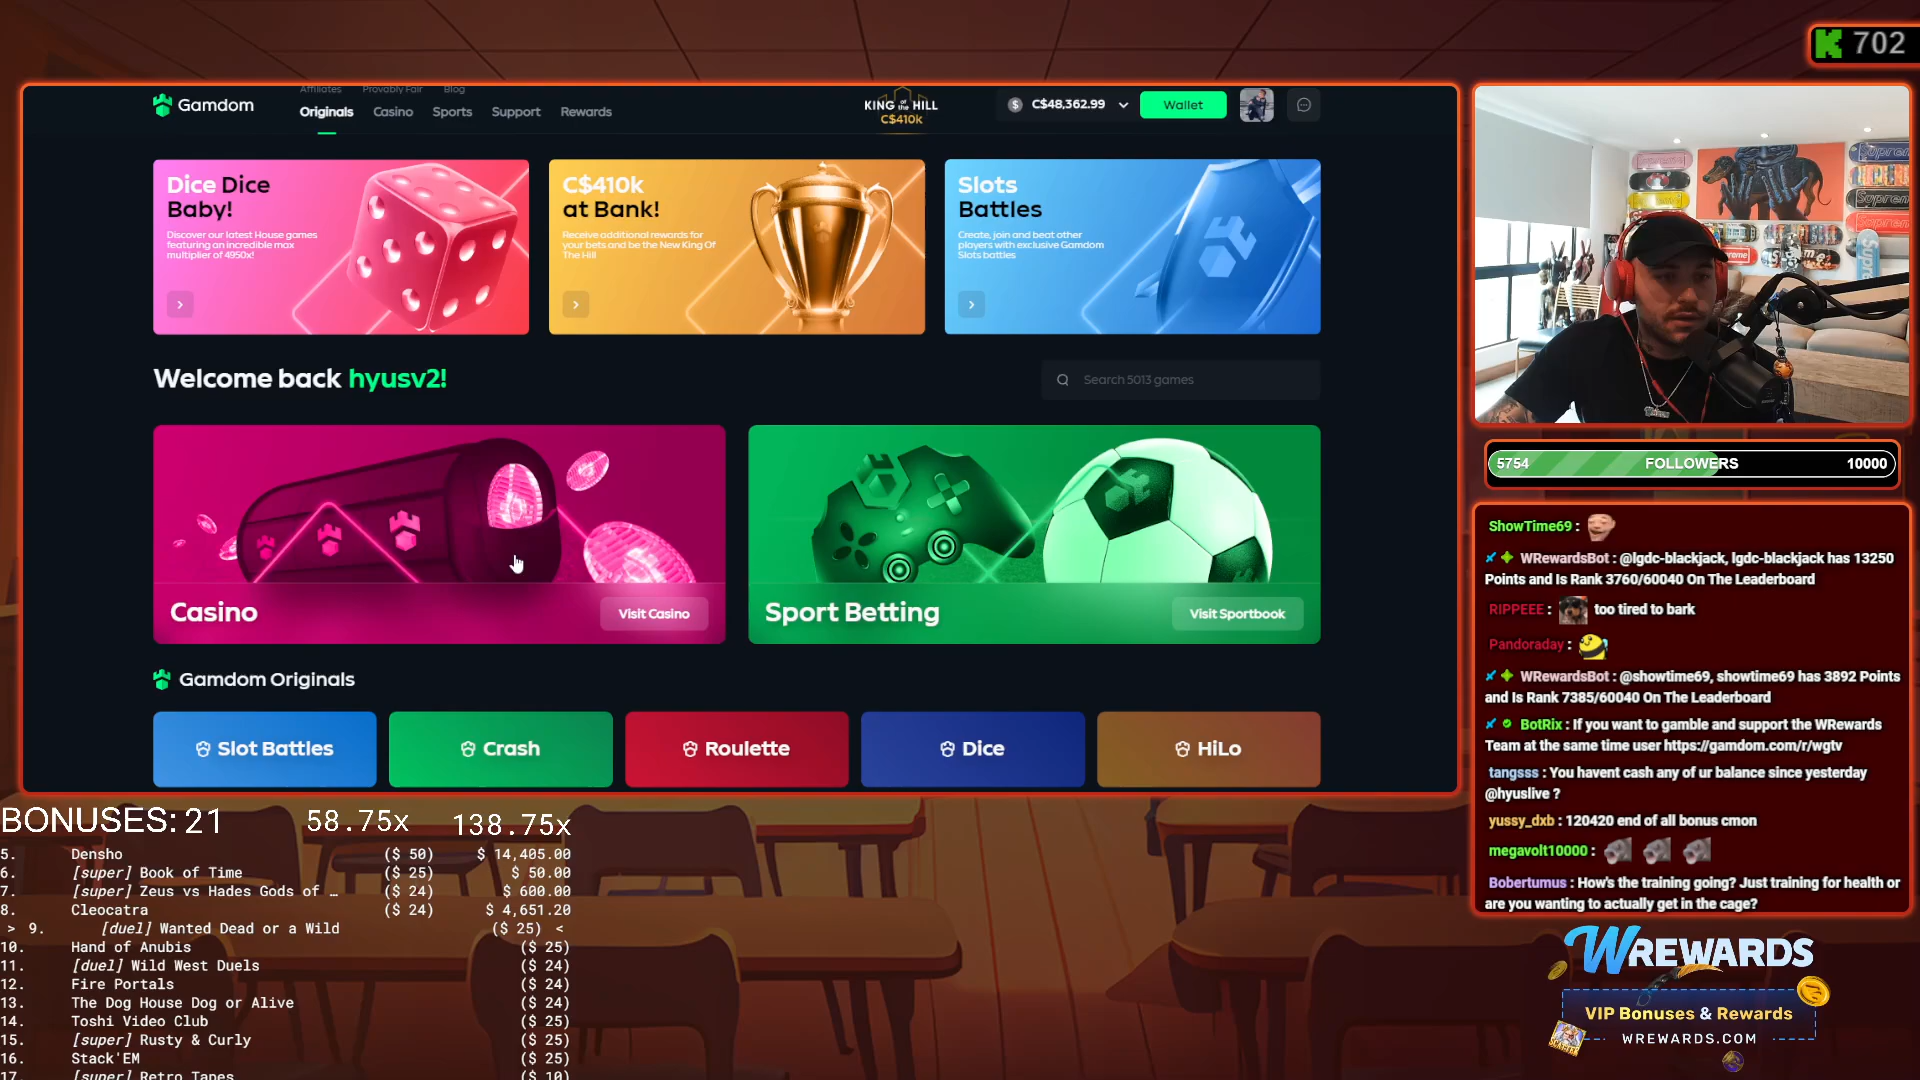 702
Affiliates Provably Fair Blog
Gamdom
Originals Casino Sports Support Rewards
KING of the HILL
C$410k
C$48,362.99
Wallet
Dice Dice
Baby!
Discover our latest House games
featuring an incredible max
multiplier of 4950x!
C$410k
at Bank!
Receive additional rewards for
your bets and be the New King Of
The Hill
Slots
Battles
Create, join and beat other
players with exclusive Gamdom
Slots battles
Welcome back hyusv2!
Search 5013 games
Casino
Visit Casino
Sport Betting
Visit Sportbook
Gamdom Originals
Slot Battles
Crash
Roulette
Dice
HiLo
5754 FOLLOWERS 10000
ShowTime69 :
WRewardsBot : @lgdc-blackjack, lgdc-blackjack has 13250
Points and Is Rank 3760/60040 On The Leaderboard
RIPPEEE : too tired to bark
Pandoraday :
WRewardsBot : @showtime69, showtime69 has 3892 Points
and Is Rank 7385/60040 On The Leaderboard
BotRix : If you want to gamble and support the WRewards
Team at the same time user https://gamdom.com/r/wgtv
tangsss : You havent cash any of ur balance since yesterday
@hyuslive ?
yussy_dxb : 120420 end of all bonus cmon
megavolt10000 :
Bobertumus : How's the training going? Just training for health or
are you wanting to actually get in the cage?
BONUSES: 21 58.75x 138.75x
5. Densho ($ 50) $ 14,405.00
6. [super] Book of Time ($ 25) $ 50.00
7. [super] Zeus vs Hades Gods of … ($ 24) $ 600.00
8. Cleocatra ($ 24) $ 4,651.20
> 9. [duel] Wanted Dead or a Wild ($ 25) <
10. Hand of Anubis ($ 25)
11. [duel] Wild West Duels ($ 24)
12. Fire Portals ($ 24)
13. The Dog House Dog or Alive ($ 24)
14. Toshi Video Club ($ 25)
15. [super] Rusty & Curly ($ 25)
16. Stack'EM ($ 25)
17. [super] Retro Tapes ($ 10)
WREWARDS
VIP Bonuses & Rewards
WREWARDS.COM